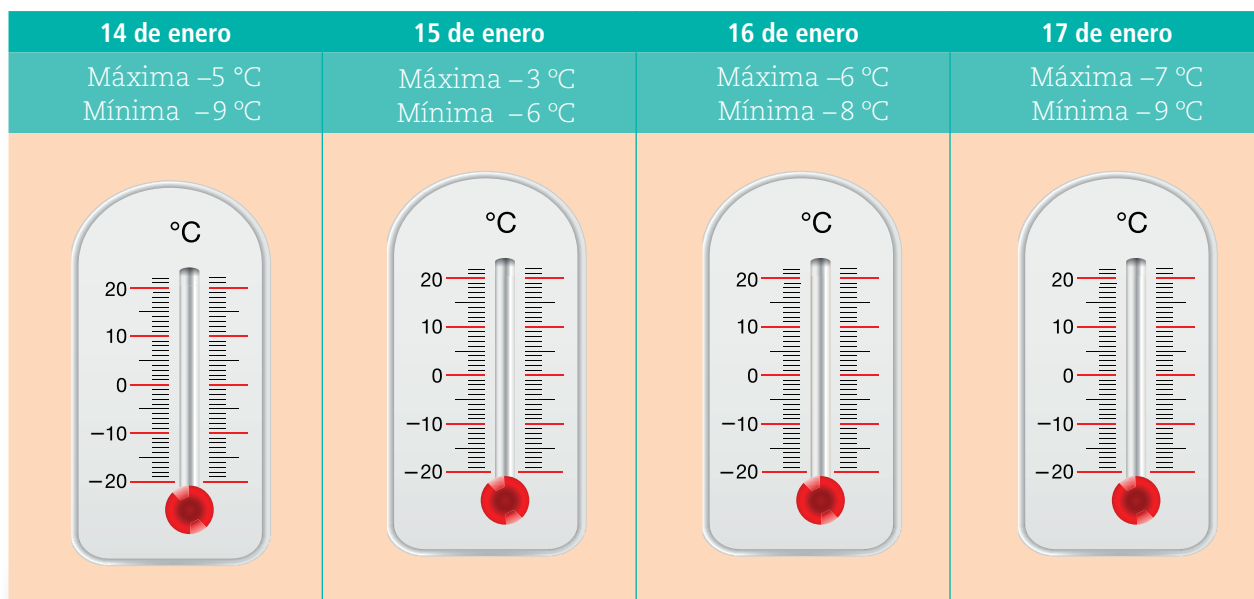 14 de enero
15 de enero
16 de enero
17 de enero
Máxima –5 °C
Mínima –9 °C
Máxima –3 °C
Mínima –6 °C
Máxima –6 °C
Mínima –8 °C
Máxima –7 °C
Mínima –9 °C
°C
20
10
0
–10
–20
°C
20
10
0
–10
–20
°C
20
10
0
–10
–20
°C
20
10
0
–10
–20